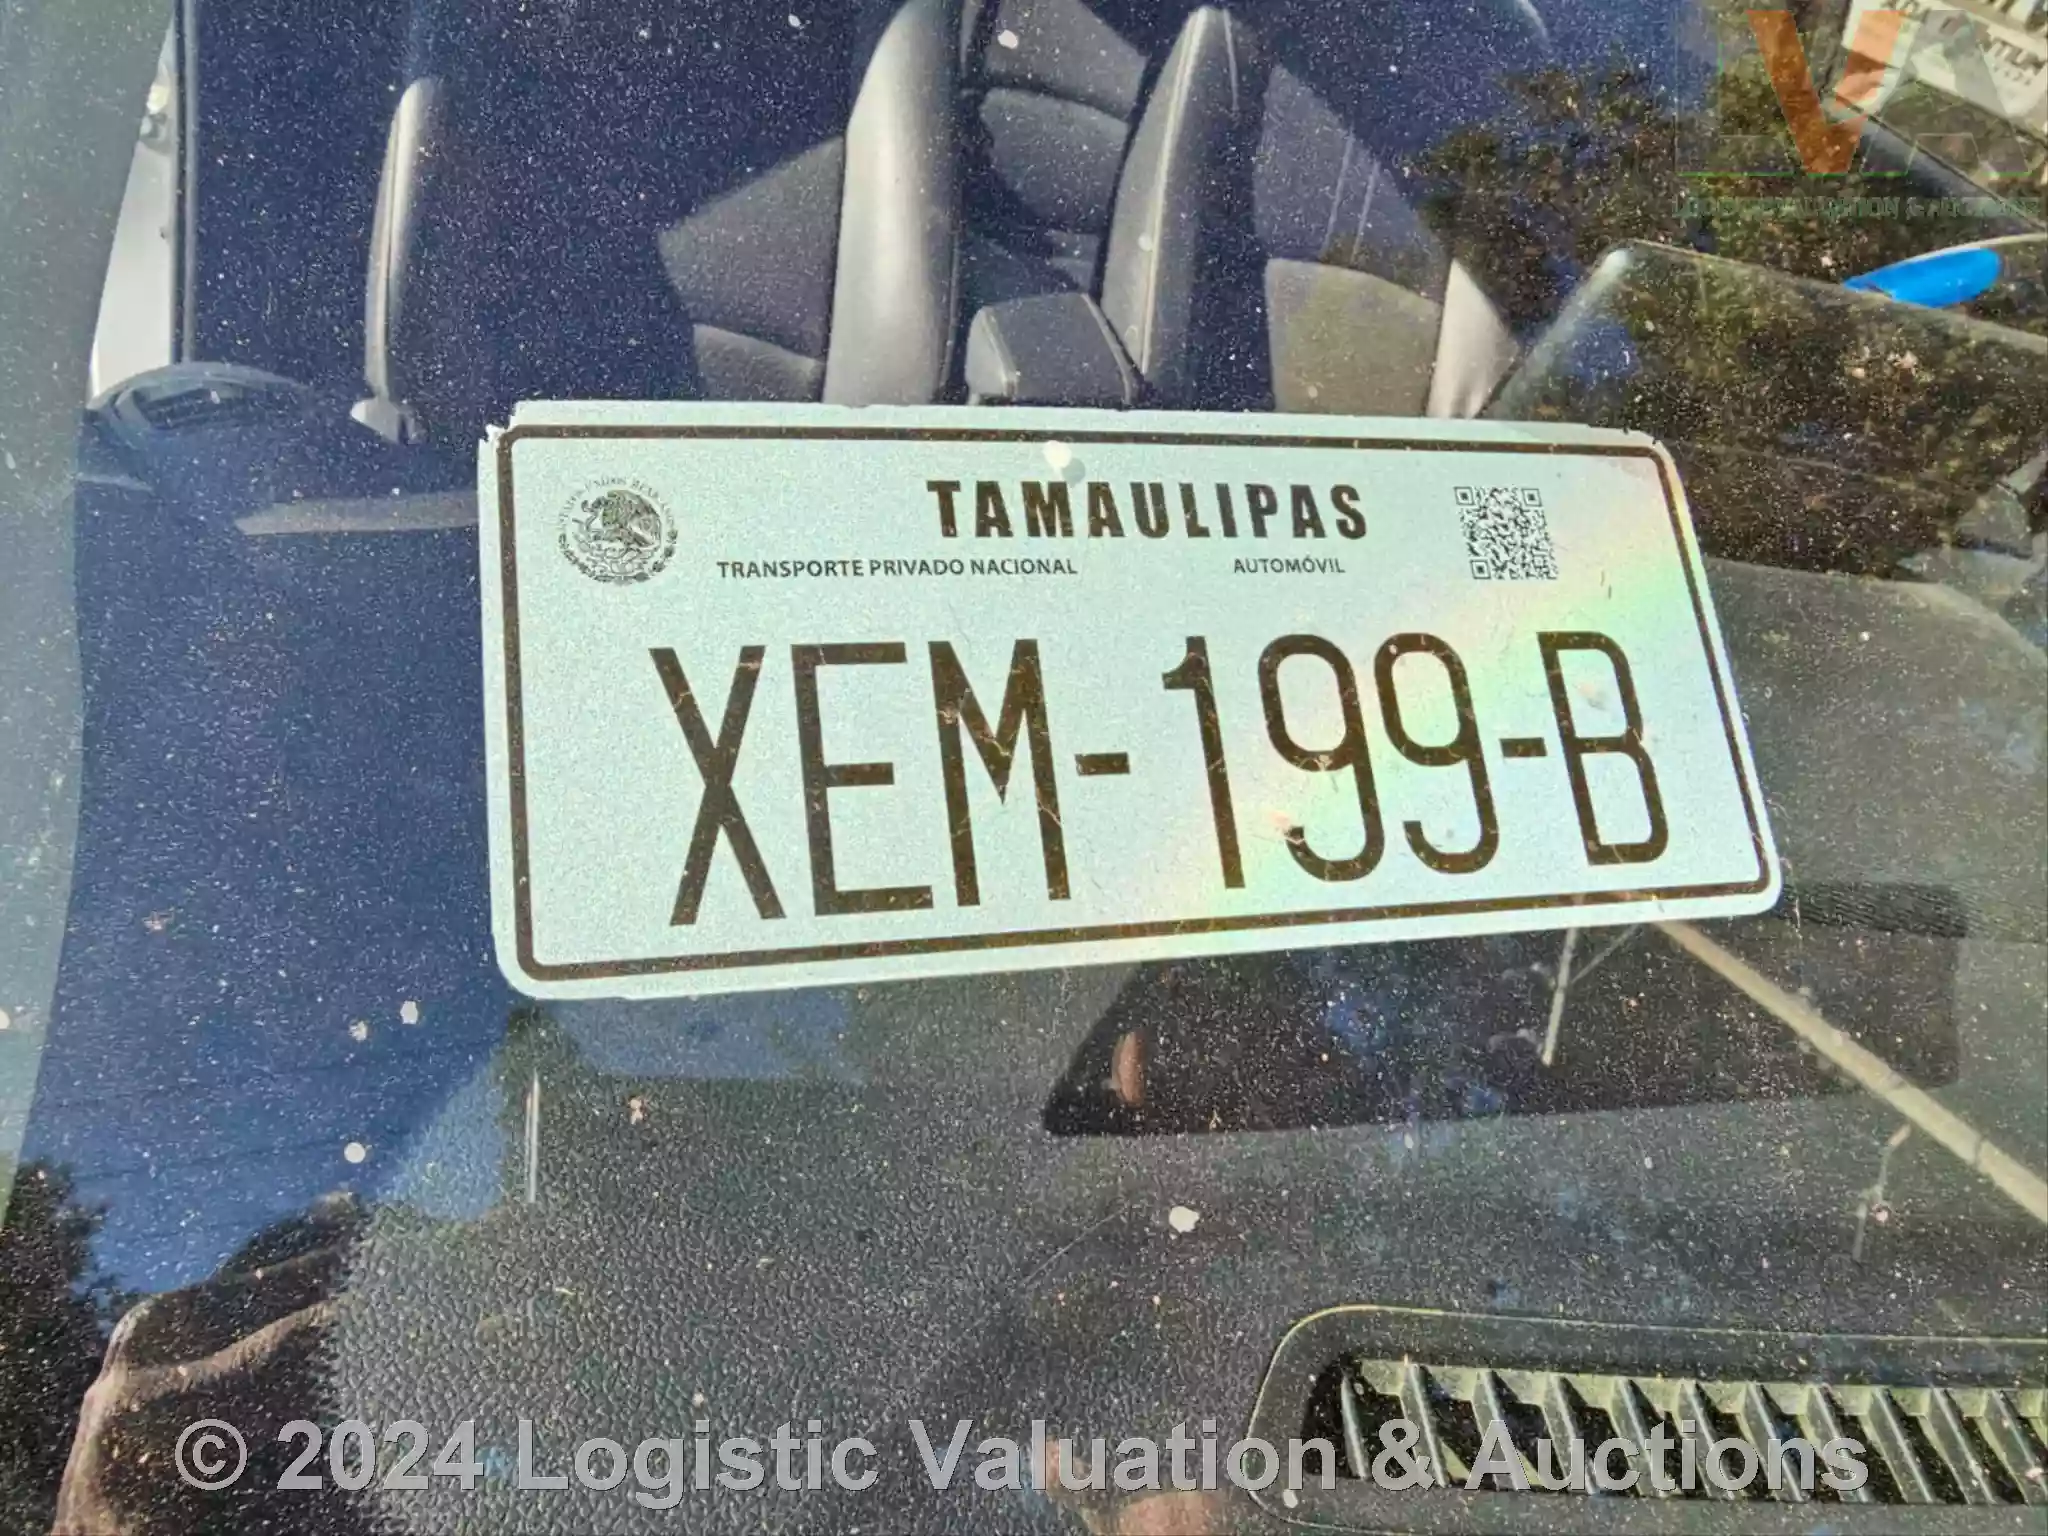 TAMAULIPAS
TRANSPORTE PRIVADO NACIONAL AUTOMÓVIL
XEM-199-B
© 2024 Logistic Valuation & Auctions